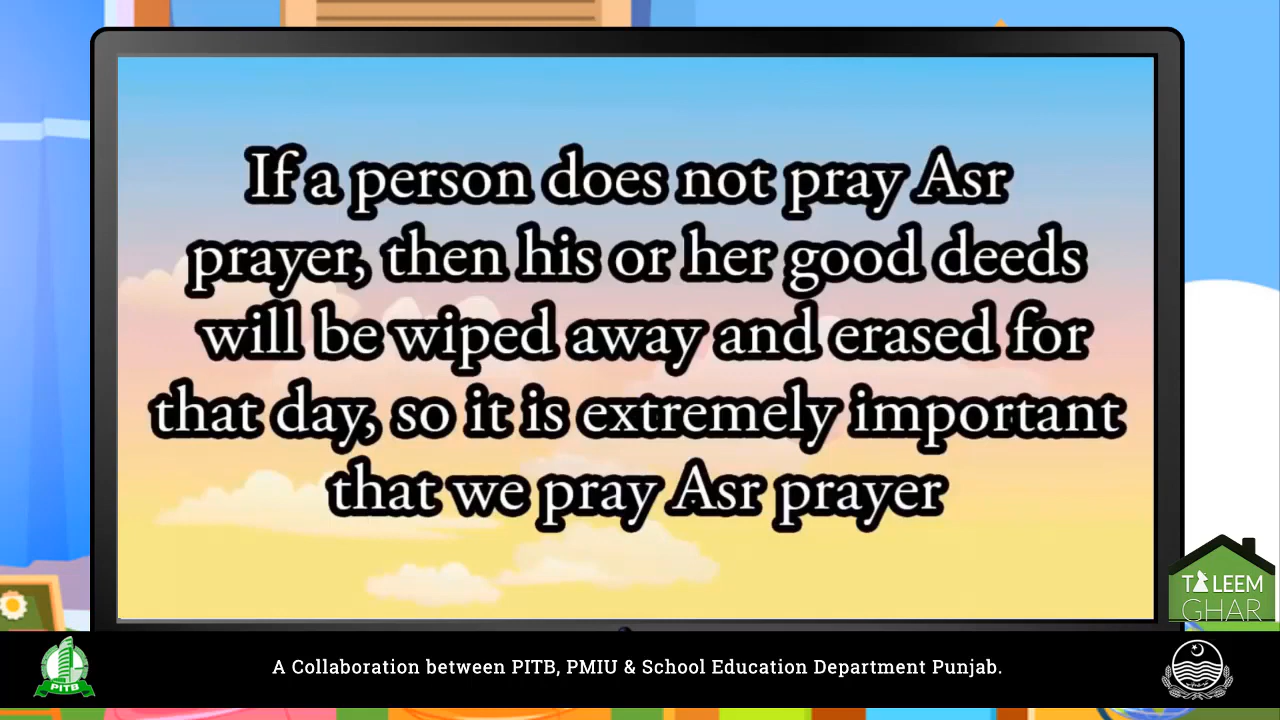 If a person does not pray Asr
prayer, then his or her good deeds
will be wiped away and erased for
that day, so it is extremely important
that we pray Asr prayer
TALEEM
GHAR
PITB
A Collaboration between PITB, PMIU & School Education Department Punjab.